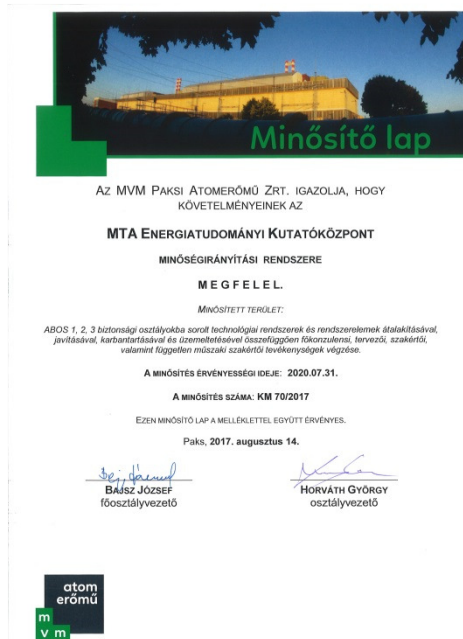 Minősítő lap
AZ MVM PAKSI ATOMERŐMŰ ZRT. IGAZOLJA, HOGY
KÖVETELMÉNYEINEK AZ
MTA ENERGIATUDOMÁNYI KUTATÓKÖZPONT
MINŐSÉGIRÁNYÍTÁSI RENDSZERE
MEGFELEL.
MINŐSÍTETT TERÜLET:
ABOS 1, 2, 3 biztonsági osztályokba sorolt technológiai rendszerek és rendszerelemek átalakításával,
javításával, karbantartásával és üzemeltetésével összefüggően főkonzulensi, tervezői, szakértői,
valamint független műszaki szakértői tevékenységek végzése.
A MINŐSÍTÉS ÉRVÉNYESSÉGI IDEJE: 2020.07.31.
A MINŐSÍTÉS SZÁMA: KM 70/2017
EZEN MINŐSÍTŐ LAP A MELLÉKLETTEL EGYÜTT ÉRVÉNYES.
Paks, 2017. augusztus 14.
BAJSZ JÓZSEF
főosztályvezető
HORVÁTH GYÖRGY
osztályvezető
atom
erőmű
m
v m